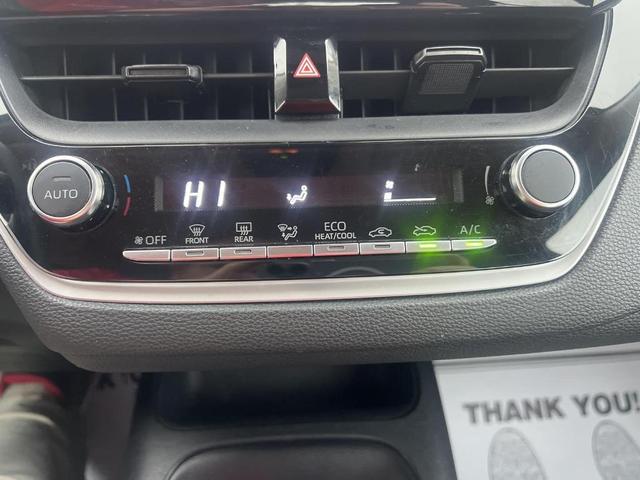 AUTO
HI
OFF
FRONT
REAR
ECO
HEAT/COOL
A/C
THANK YOU!